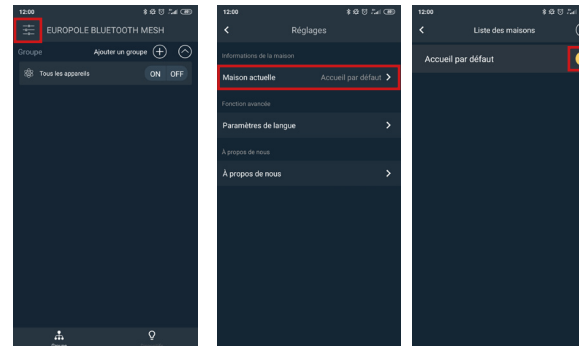 12:00
EUROPOLE BLUETOOTH MESH
Groupe
Ajouter un groupe
Tous les appareils
ON OFF
12:00
Réglages
Informations de la maison
Maison actuelle
Accueil par défaut
Fonction avancée
Paramètres de langue
À propos de nous
À propos de nous
12:00
Liste des maisons
Accueil par défaut